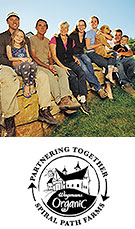 PARTNERING TOGETHER
Wegmans
Organic
SPIRAL PATH FARMS